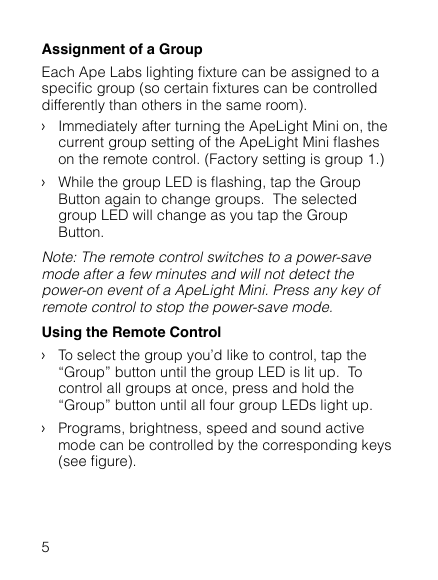 Assignment of a Group
Each Ape Labs lighting fixture can be assigned to a
specific group (so certain fixtures can be controlled
differently than others in the same room).
› Immediately after turning the ApeLight Mini on, the
current group setting of the ApeLight Mini flashes
on the remote control. (Factory setting is group 1.)
› While the group LED is flashing, tap the Group
Button again to change groups.  The selected
group LED will change as you tap the Group
Button.
Note: The remote control switches to a power-save
mode after a few minutes and will not detect the
power-on event of a ApeLight Mini. Press any key of
remote control to stop the power-save mode.
Using the Remote Control
› To select the group you’d like to control, tap the
“Group” button until the group LED is lit up.  To
control all groups at once, press and hold the
“Group” button until all four group LEDs light up.
› Programs, brightness, speed and sound active
mode can be controlled by the corresponding keys
(see figure).
5